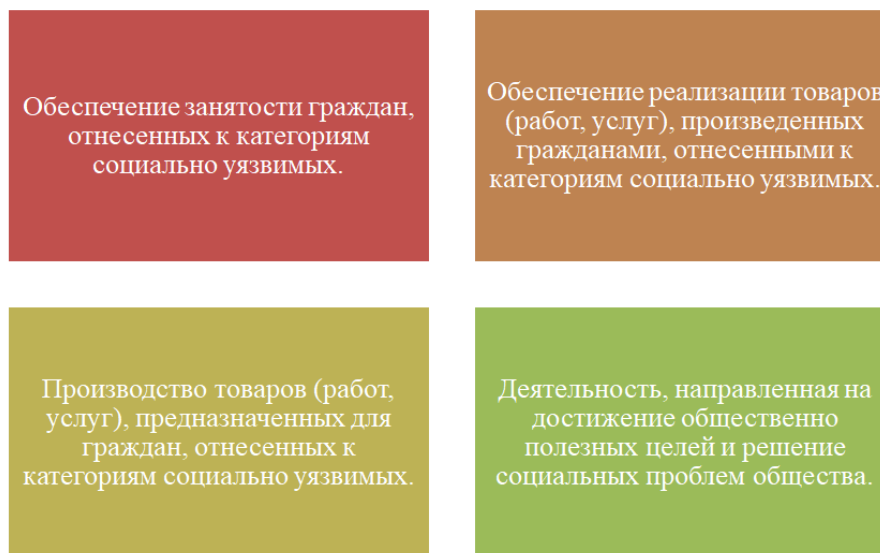 Обеспечение занятости граждан,
отнесенных к категориям
социально уязвимых.
Обеспечение реализации товаров
(работ, услуг), произведенных
гражданами, отнесенными к
категориям социально уязвимых.
Производство товаров (работ,
услуг), предназначенных для
граждан, отнесенных к
категориям социально уязвимых.
Деятельность, направленная на
достижение общественно
полезных целей и решение
социальных проблем общества.